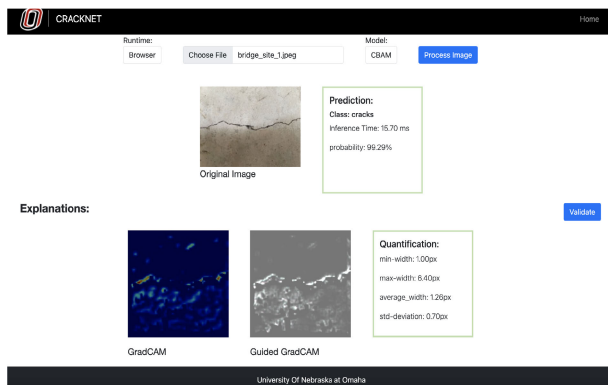 CRACKNET
Home
Runtime:
Model:
Browser
Choose File
bridge_site_1.jpeg
CBAM
Process Image
Prediction:
Class: cracks
Inference Time: 15.70 ms
probability: 99.29%
Original Image
Explanations:
Validate
Quantification:
min-width: 1.00px
max-width: 6.40px
average_width: 1.26px
std-deviation: 0.70px
GradCAM
Guided GradCAM
University Of Nebraska at Omaha